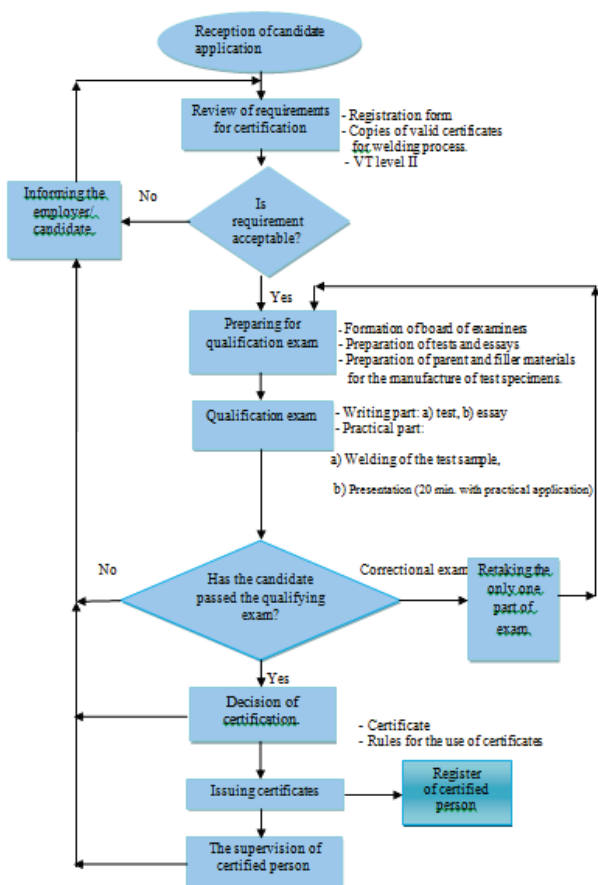 Reception of candidate
application
Review of requirements
for certification
- Registration form
- Copies of valid certificates
for welding process.
- VT level II
Informing the
employer/
candidate.
No
Is
requirement
acceptable?
Yes
Preparing for
qualification exam
- Formation of board of examiners
- Preparation of tests and essays
- Preparation of parent and filler materials
for the manufacture of test specimens.
Qualification exam
- Writing part: a) test, b) essay
- Practical part:
a) Welding of the test sample,
b) Presentation (20 min. with practical application)
No
Has the candidate
passed the qualifying
exam?
Correctional exam
Retaking the
only one
part of
exam.
Yes
Decision of
certification.
- Certificate
- Rules for the use of certificates
Issuing certificates
Register
of certified
person
The supervision of
certified person